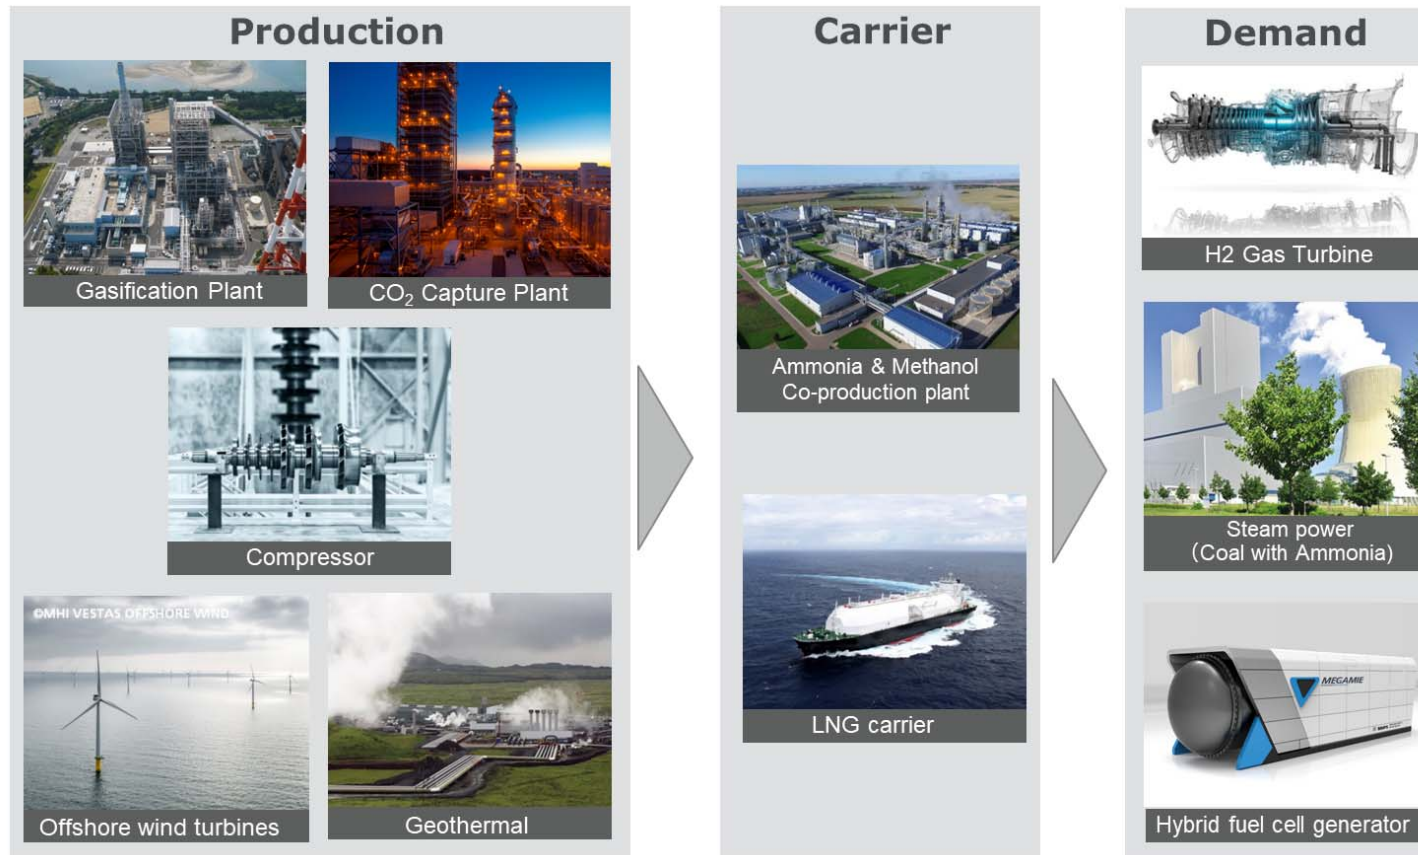 Production
Gasification Plant
CO₂ Capture Plant
Compressor
©MHI VESTAS OFFSHORE WIND
Offshore wind turbines
Geothermal
Carrier
Ammonia & Methanol
Co-production plant
LNG carrier
Demand
H2 Gas Turbine
Steam power
(Coal with Ammonia)
MEGAMIE
Hybrid fuel cell generator